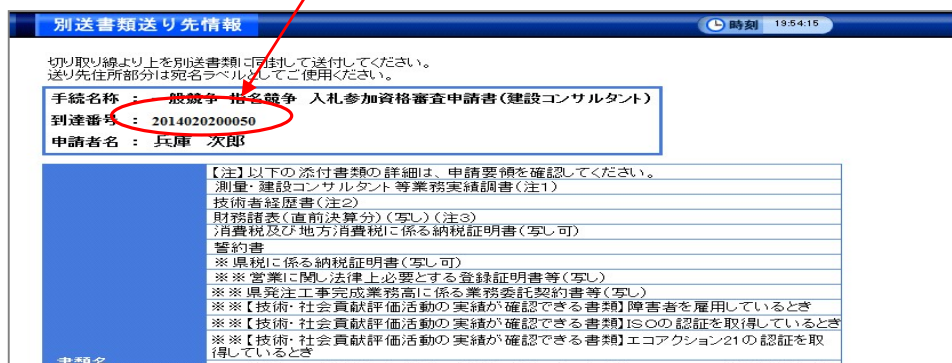 別送書類送り先情報
時刻 19:54:15
切り取り線より上を別送書類に同封して送付してください。
送り先住所部分は宛名ラベルとしてご使用ください。
手続名称 : 一般競争・指名競争 入札参加資格審査申請書(建設コンサルタント)
到達番号 : 2014020200050
申請者名 : 兵庫 次郎
【注】以下の添付書類の詳細は、申請要領を確認してください。
測量・建設コンサルタント等業務実績調書(注1)
技術者経歴書(注2)
財務諸表(直前決算分)(写し)(注3)
消費税及び地方消費税に係る納税証明書(写し可)
誓約書
※県税に係る納税証明書(写し可)
※※営業に関し法律上必要とする登録証明書等(写し)
※※県発注工事完成業務高に係る業務委託契約書等(写し)
※※【技術・社会貢献評価活動の実績が確認できる書類】障害者を雇用しているとき
※※【技術・社会貢献評価活動の実績が確認できる書類】ISOの認証を取得しているとき
※※【技術・社会貢献評価活動の実績が確認できる書類】エコアクション21の認証を取
得しているとき
書類名